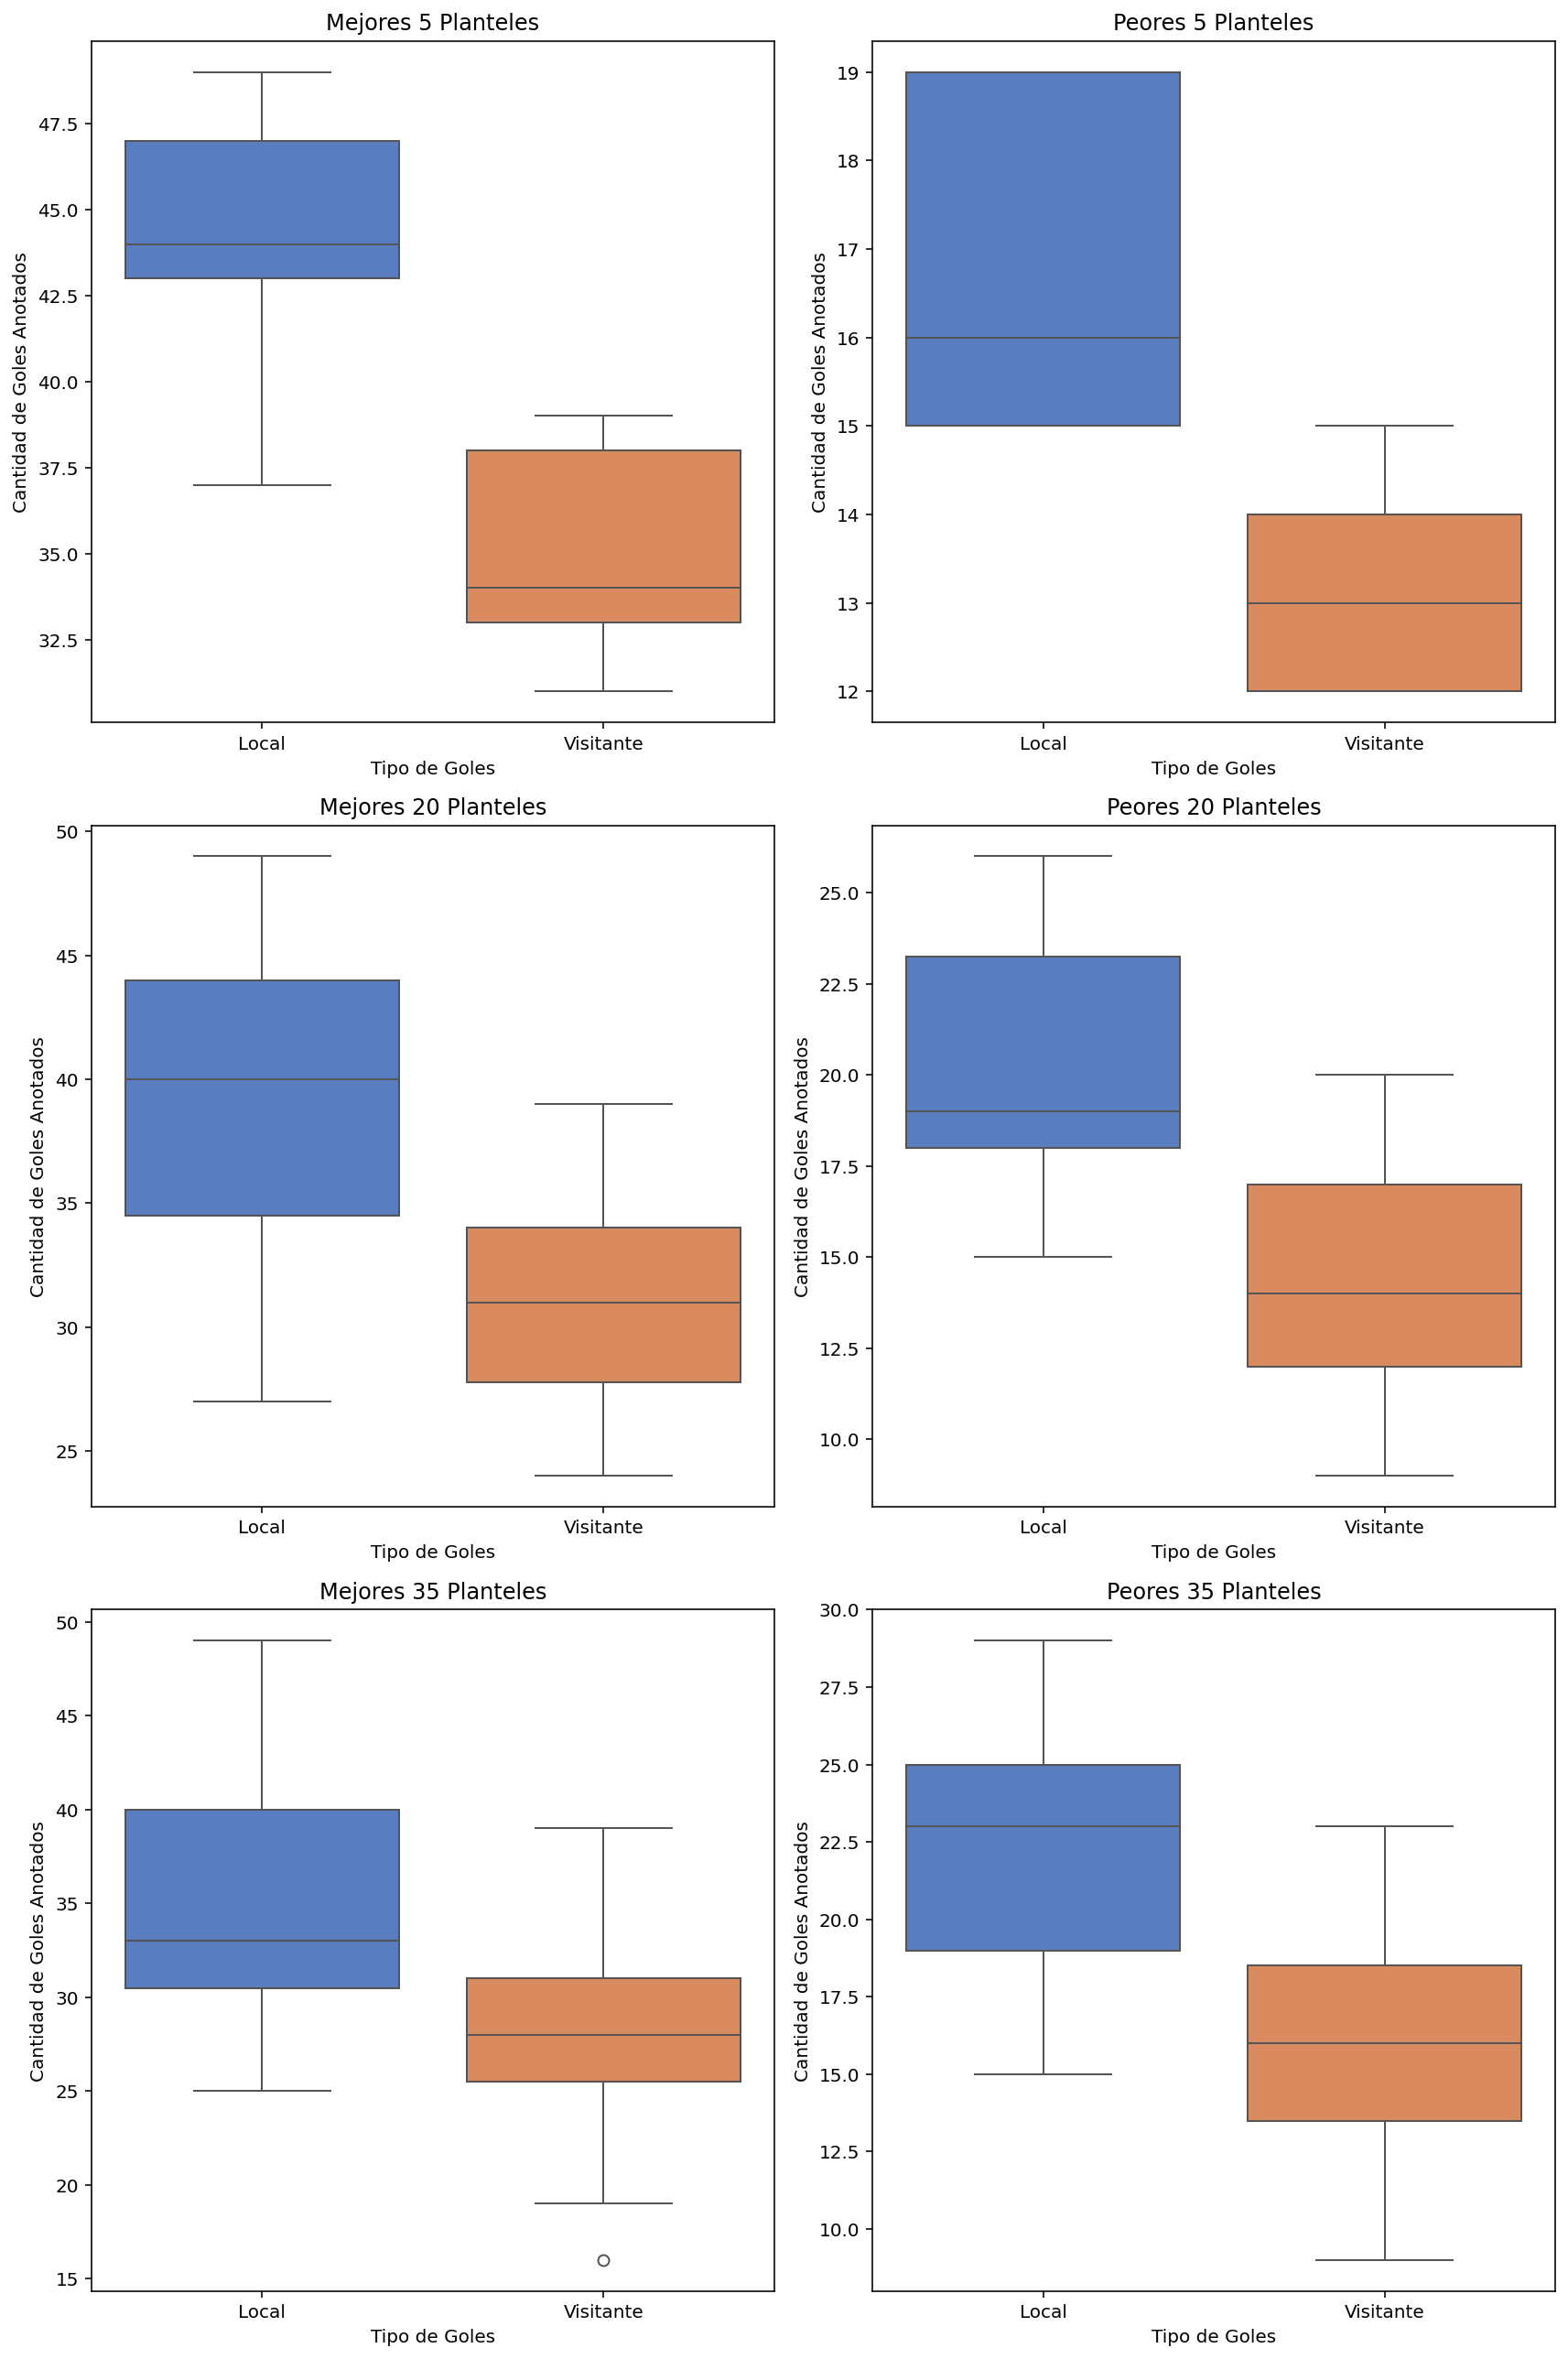 Mejores 5 Planteles
Cantidad de Goles Anotados
47.5
45.0
42.5
40.0
37.5
35.0
32.5
Local
Visitante
Tipo de Goles
Peores 5 Planteles
Cantidad de Goles Anotados
19
18
17
16
15
14
13
12
Local
Visitante
Tipo de Goles
Mejores 20 Planteles
Cantidad de Goles Anotados
50
45
40
35
30
25
Local
Visitante
Tipo de Goles
Peores 20 Planteles
Cantidad de Goles Anotados
25.0
22.5
20.0
17.5
15.0
12.5
10.0
Local
Visitante
Tipo de Goles
Mejores 35 Planteles
Cantidad de Goles Anotados
50
45
40
35
30
25
20
15
Local
Visitante
Tipo de Goles
Peores 35 Planteles
Cantidad de Goles Anotados
30.0
27.5
25.0
22.5
20.0
17.5
15.0
12.5
10.0
Local
Visitante
Tipo de Goles